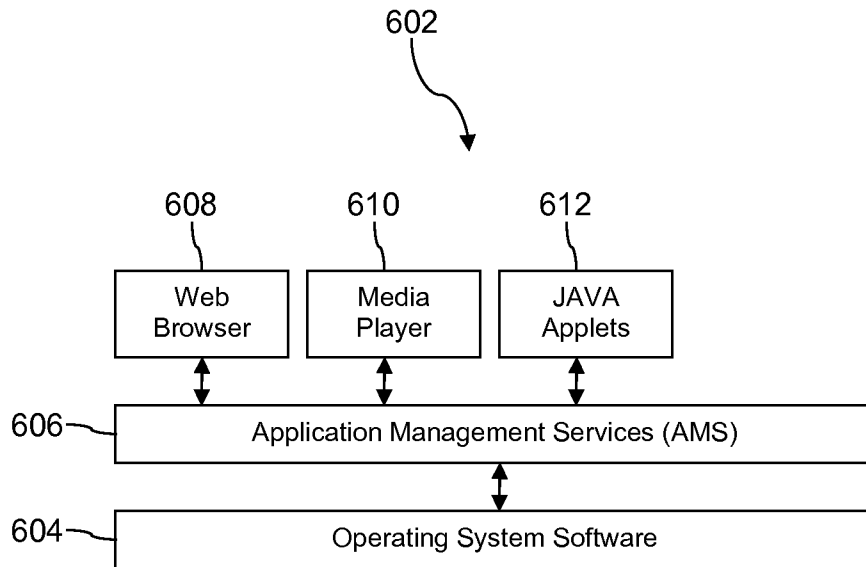 602
608
610
612
Web
Browser
Media
Player
JAVA
Applets
606
Application Management Services (AMS)
604
Operating System Software